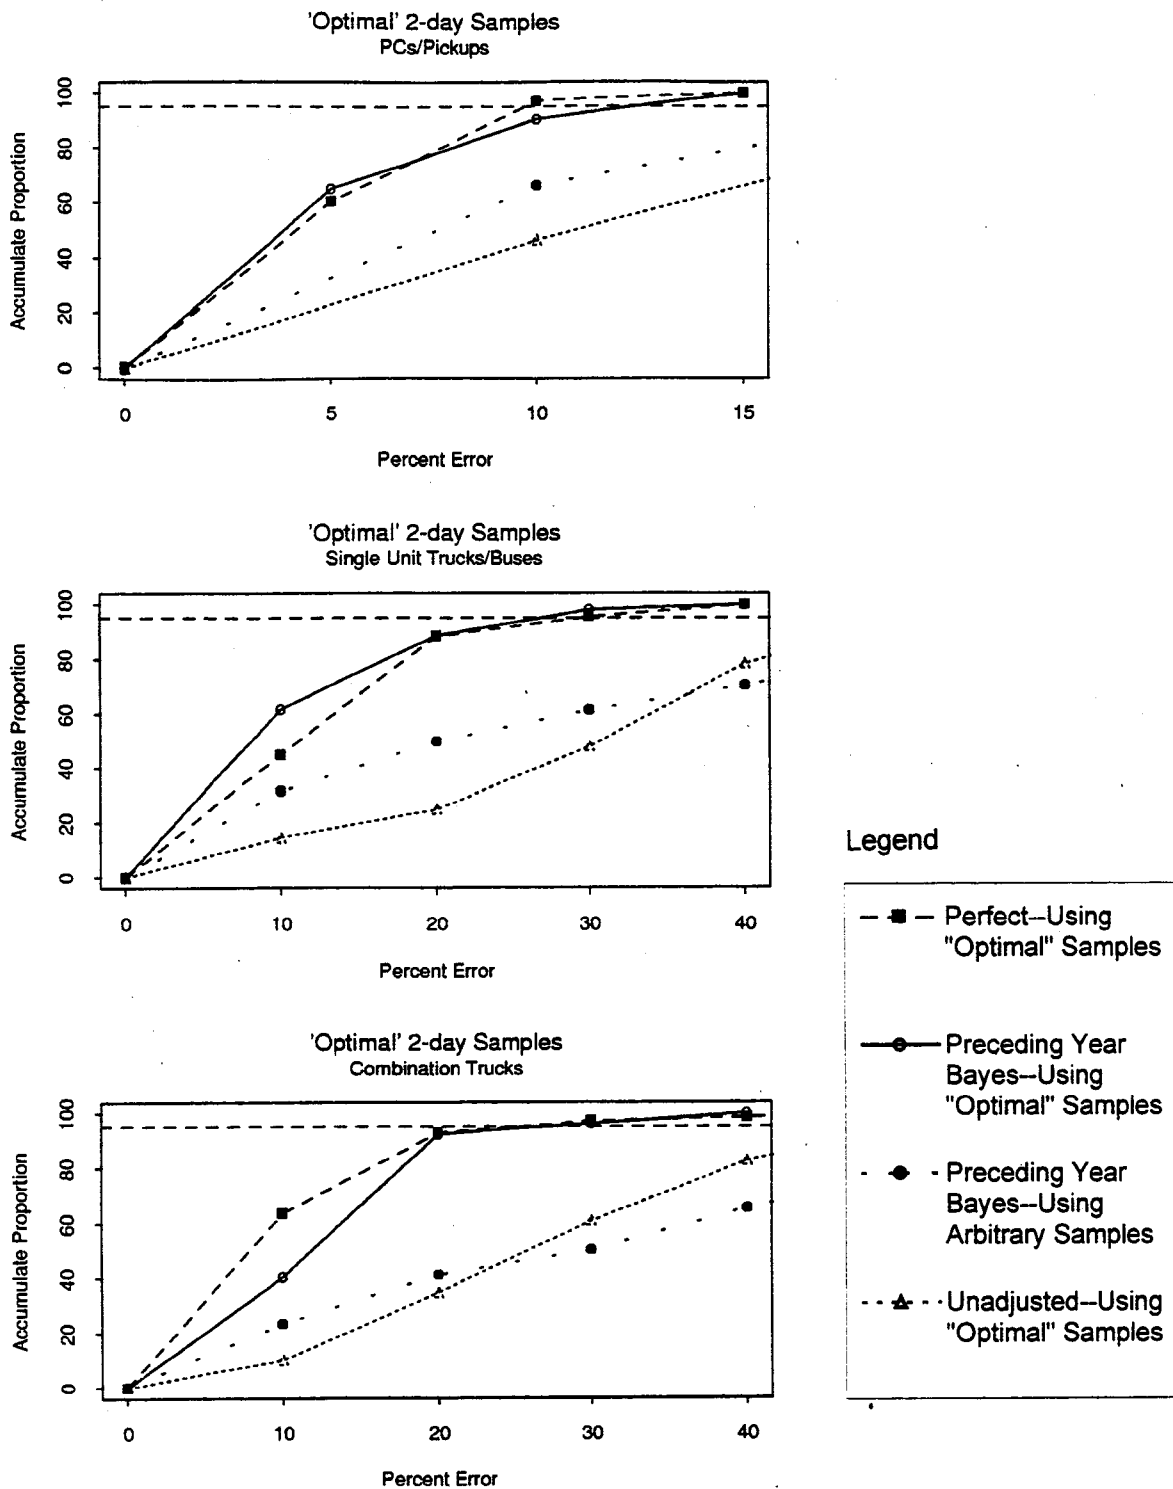 'Optimal' 2-day Samples
PCs/Pickups
Accumulate Proportion
100
80
60
40
20
0
0 5 10 15
Percent Error
'Optimal' 2-day Samples
Single Unit Trucks/Buses
Accumulate Proportion
100
80
60
40
20
0
0 10 20 30 40
Percent Error
'Optimal' 2-day Samples
Combination Trucks
Accumulate Proportion
100
80
60
40
20
0
0 10 20 30 40
Percent Error
Legend
Perfect--Using
"Optimal" Samples
Preceding Year
Bayes--Using
"Optimal" Samples
Preceding Year
Bayes--Using
Arbitrary Samples
Unadjusted--Using
"Optimal" Samples